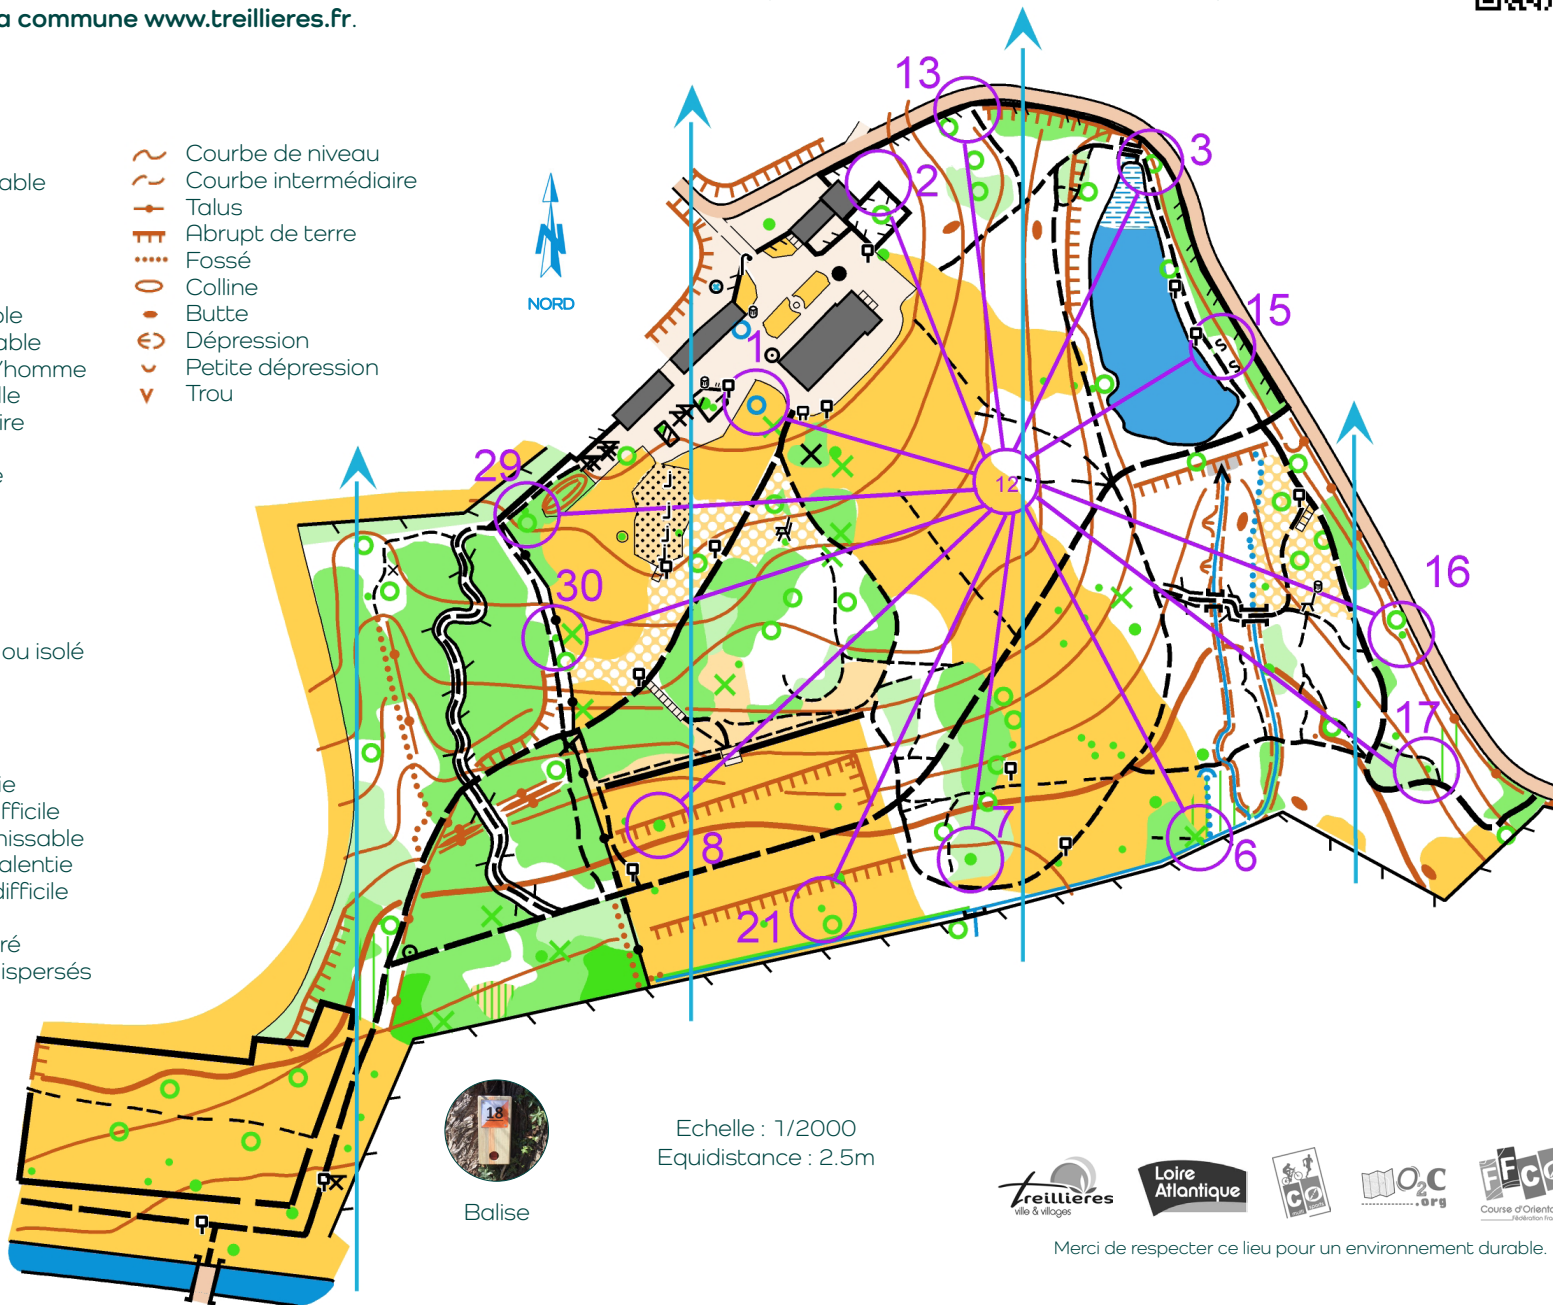 a commune www.treillieres.fr.
able
ble
able
'homme
lle
ire
e
ou isolé
ie
fficile
nissable
alentie
difficile
ré
ispersés
Courbe de niveau
Courbe intermédiaire
Talus
Abrupt de terre
Fossé
Colline
Butte
Dépression
Petite dépression
Trou
N
NORD
13
2
3
15
1
29
12
30
16
17
8
7
6
21
18
Balise
Echelle : 1/2000
Equidistance : 2.5m
Treillières
ville & villages
Loire
Atlantique
CO
O2C
.org
FFCO
Course d'Orienta
Fédération Fra
Merci de respecter ce lieu pour un environnement durable.